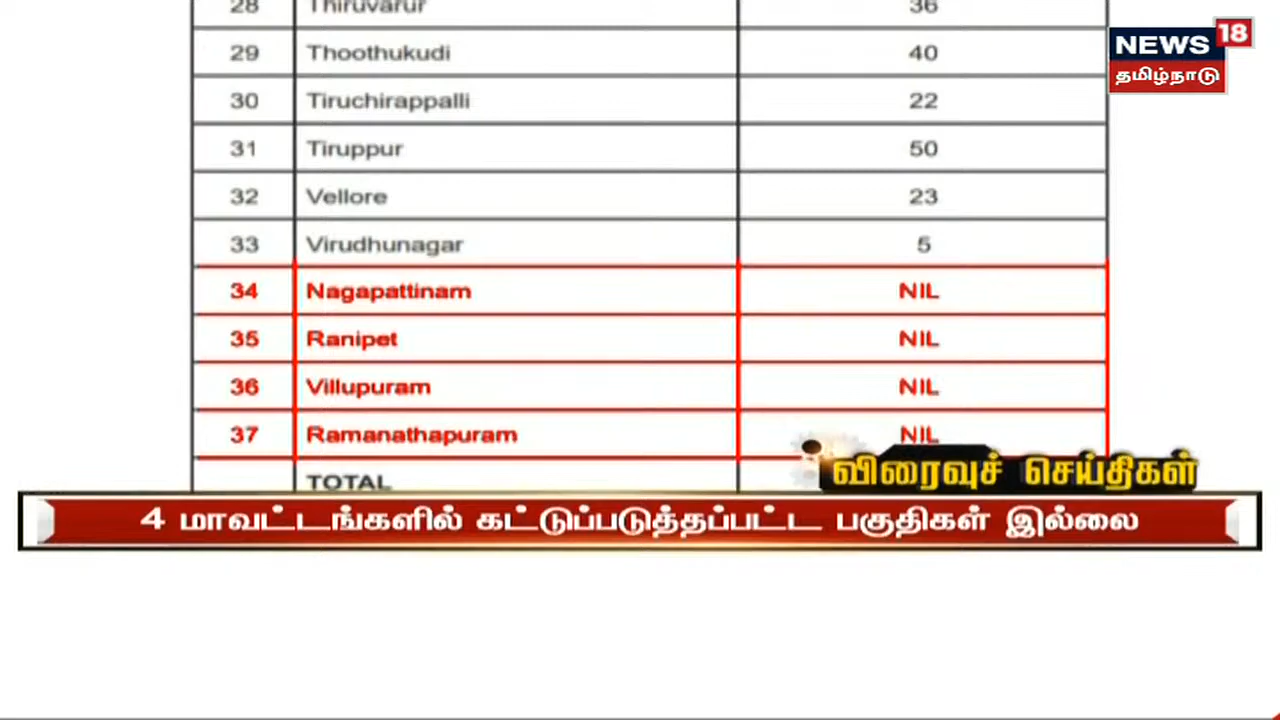 28 Thiruvarur 36
NEWS 18
தமிழ்நாடு
29 Thoothukudi 40
30 Tiruchirappalli 22
31 Tiruppur 50
32 Vellore 23
33 Virudhunagar 5
34 Nagapattinam NIL
35 Ranipet NIL
36 Villupuram NIL
37 Ramanathapuram NIL
TOTAL
விரைவுச் செய்திகள்
4 மாவட்டங்களில் கட்டுப்படுத்தப்பட்ட பகுதிகள் இல்லை